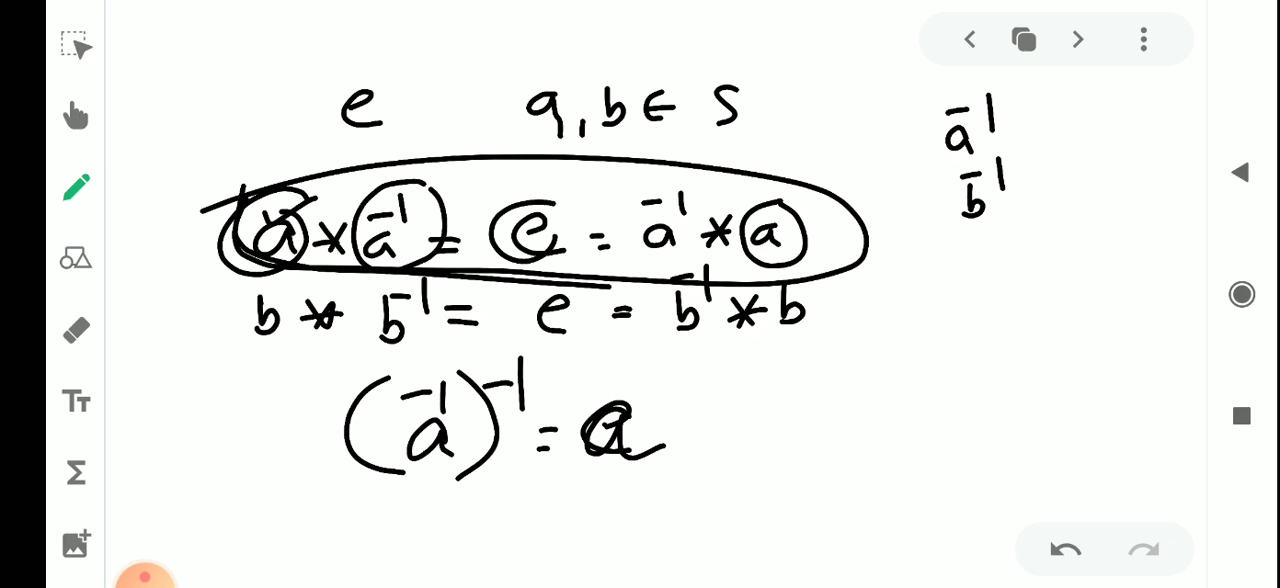 e a, b ∈ S
a⁻¹
b⁻¹
a * a⁻¹ = e = a⁻¹ * a
b * b⁻¹ = e = b⁻¹ * b
(a⁻¹)⁻¹ = a